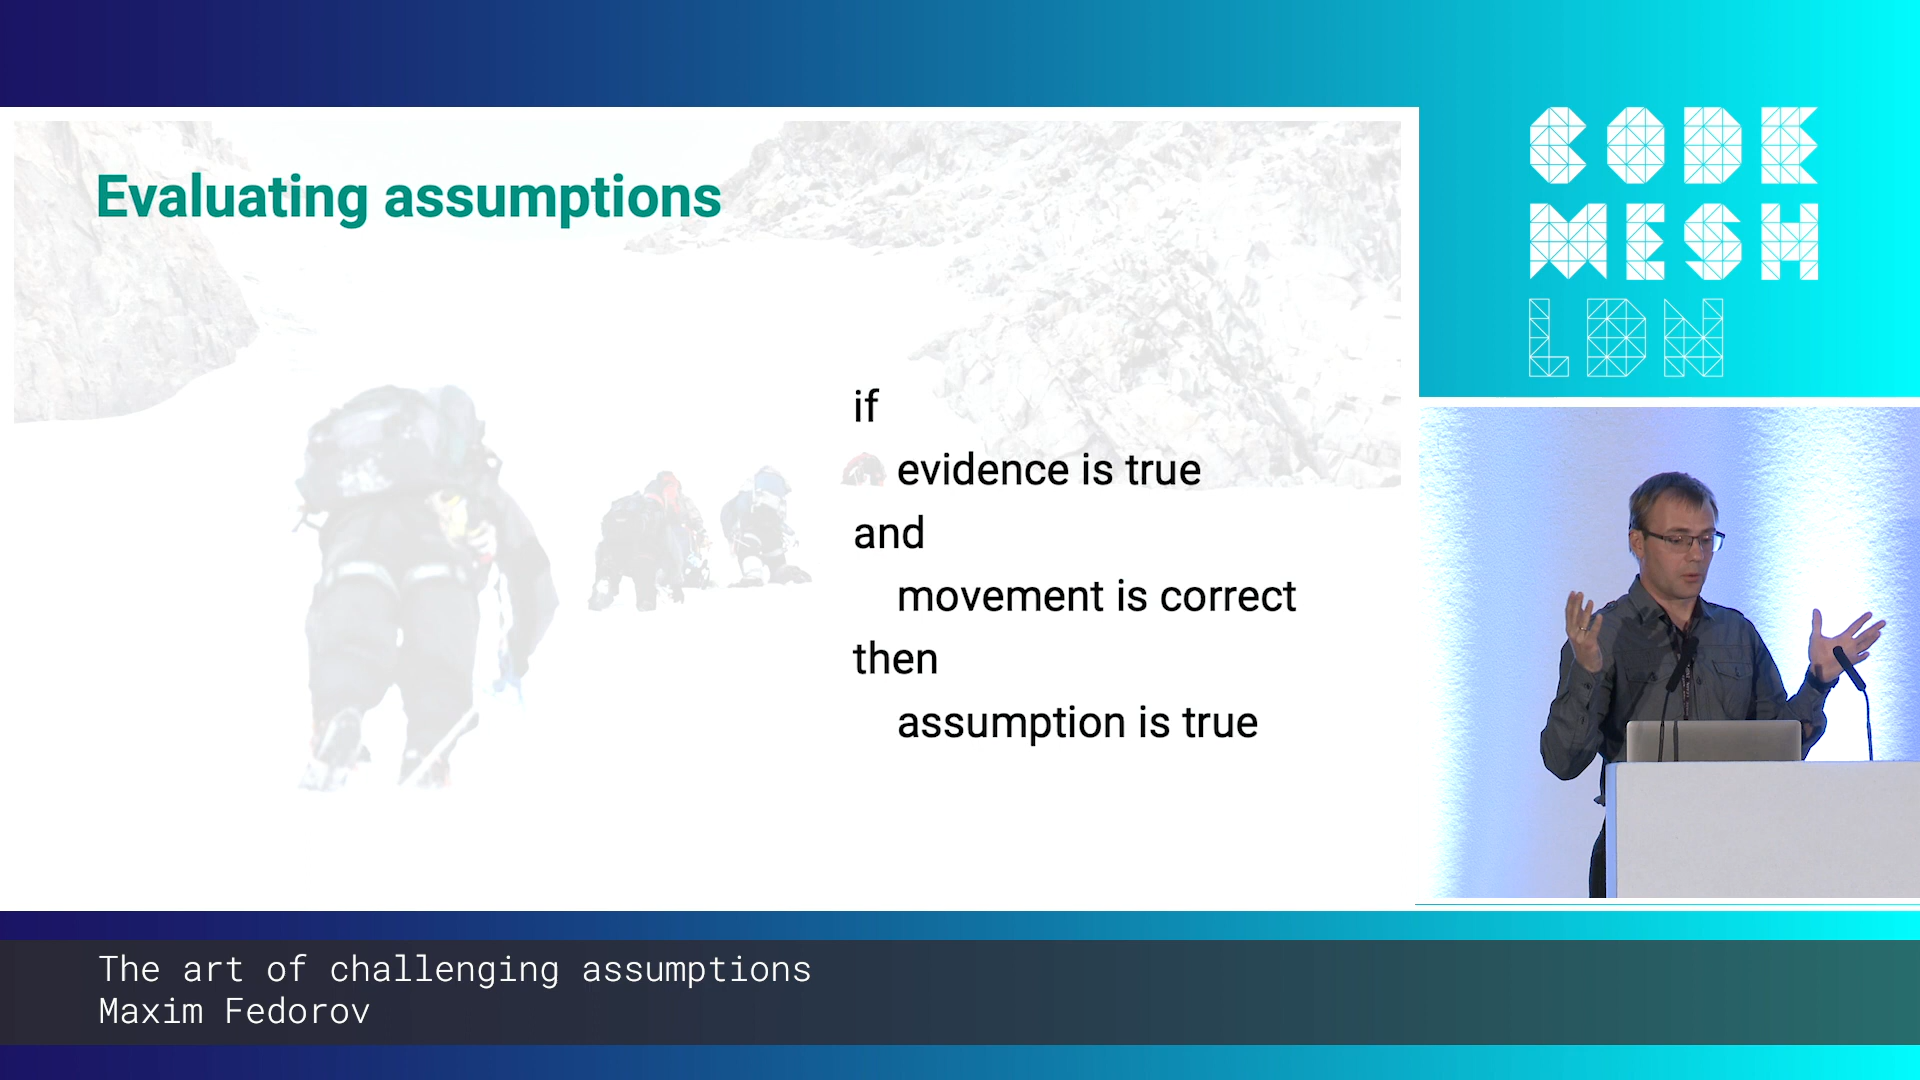 Evaluating assumptions
if
evidence is true
and
movement is correct
then
assumption is true
CODE
MESH
LDN
The art of challenging assumptions
Maxim Fedorov